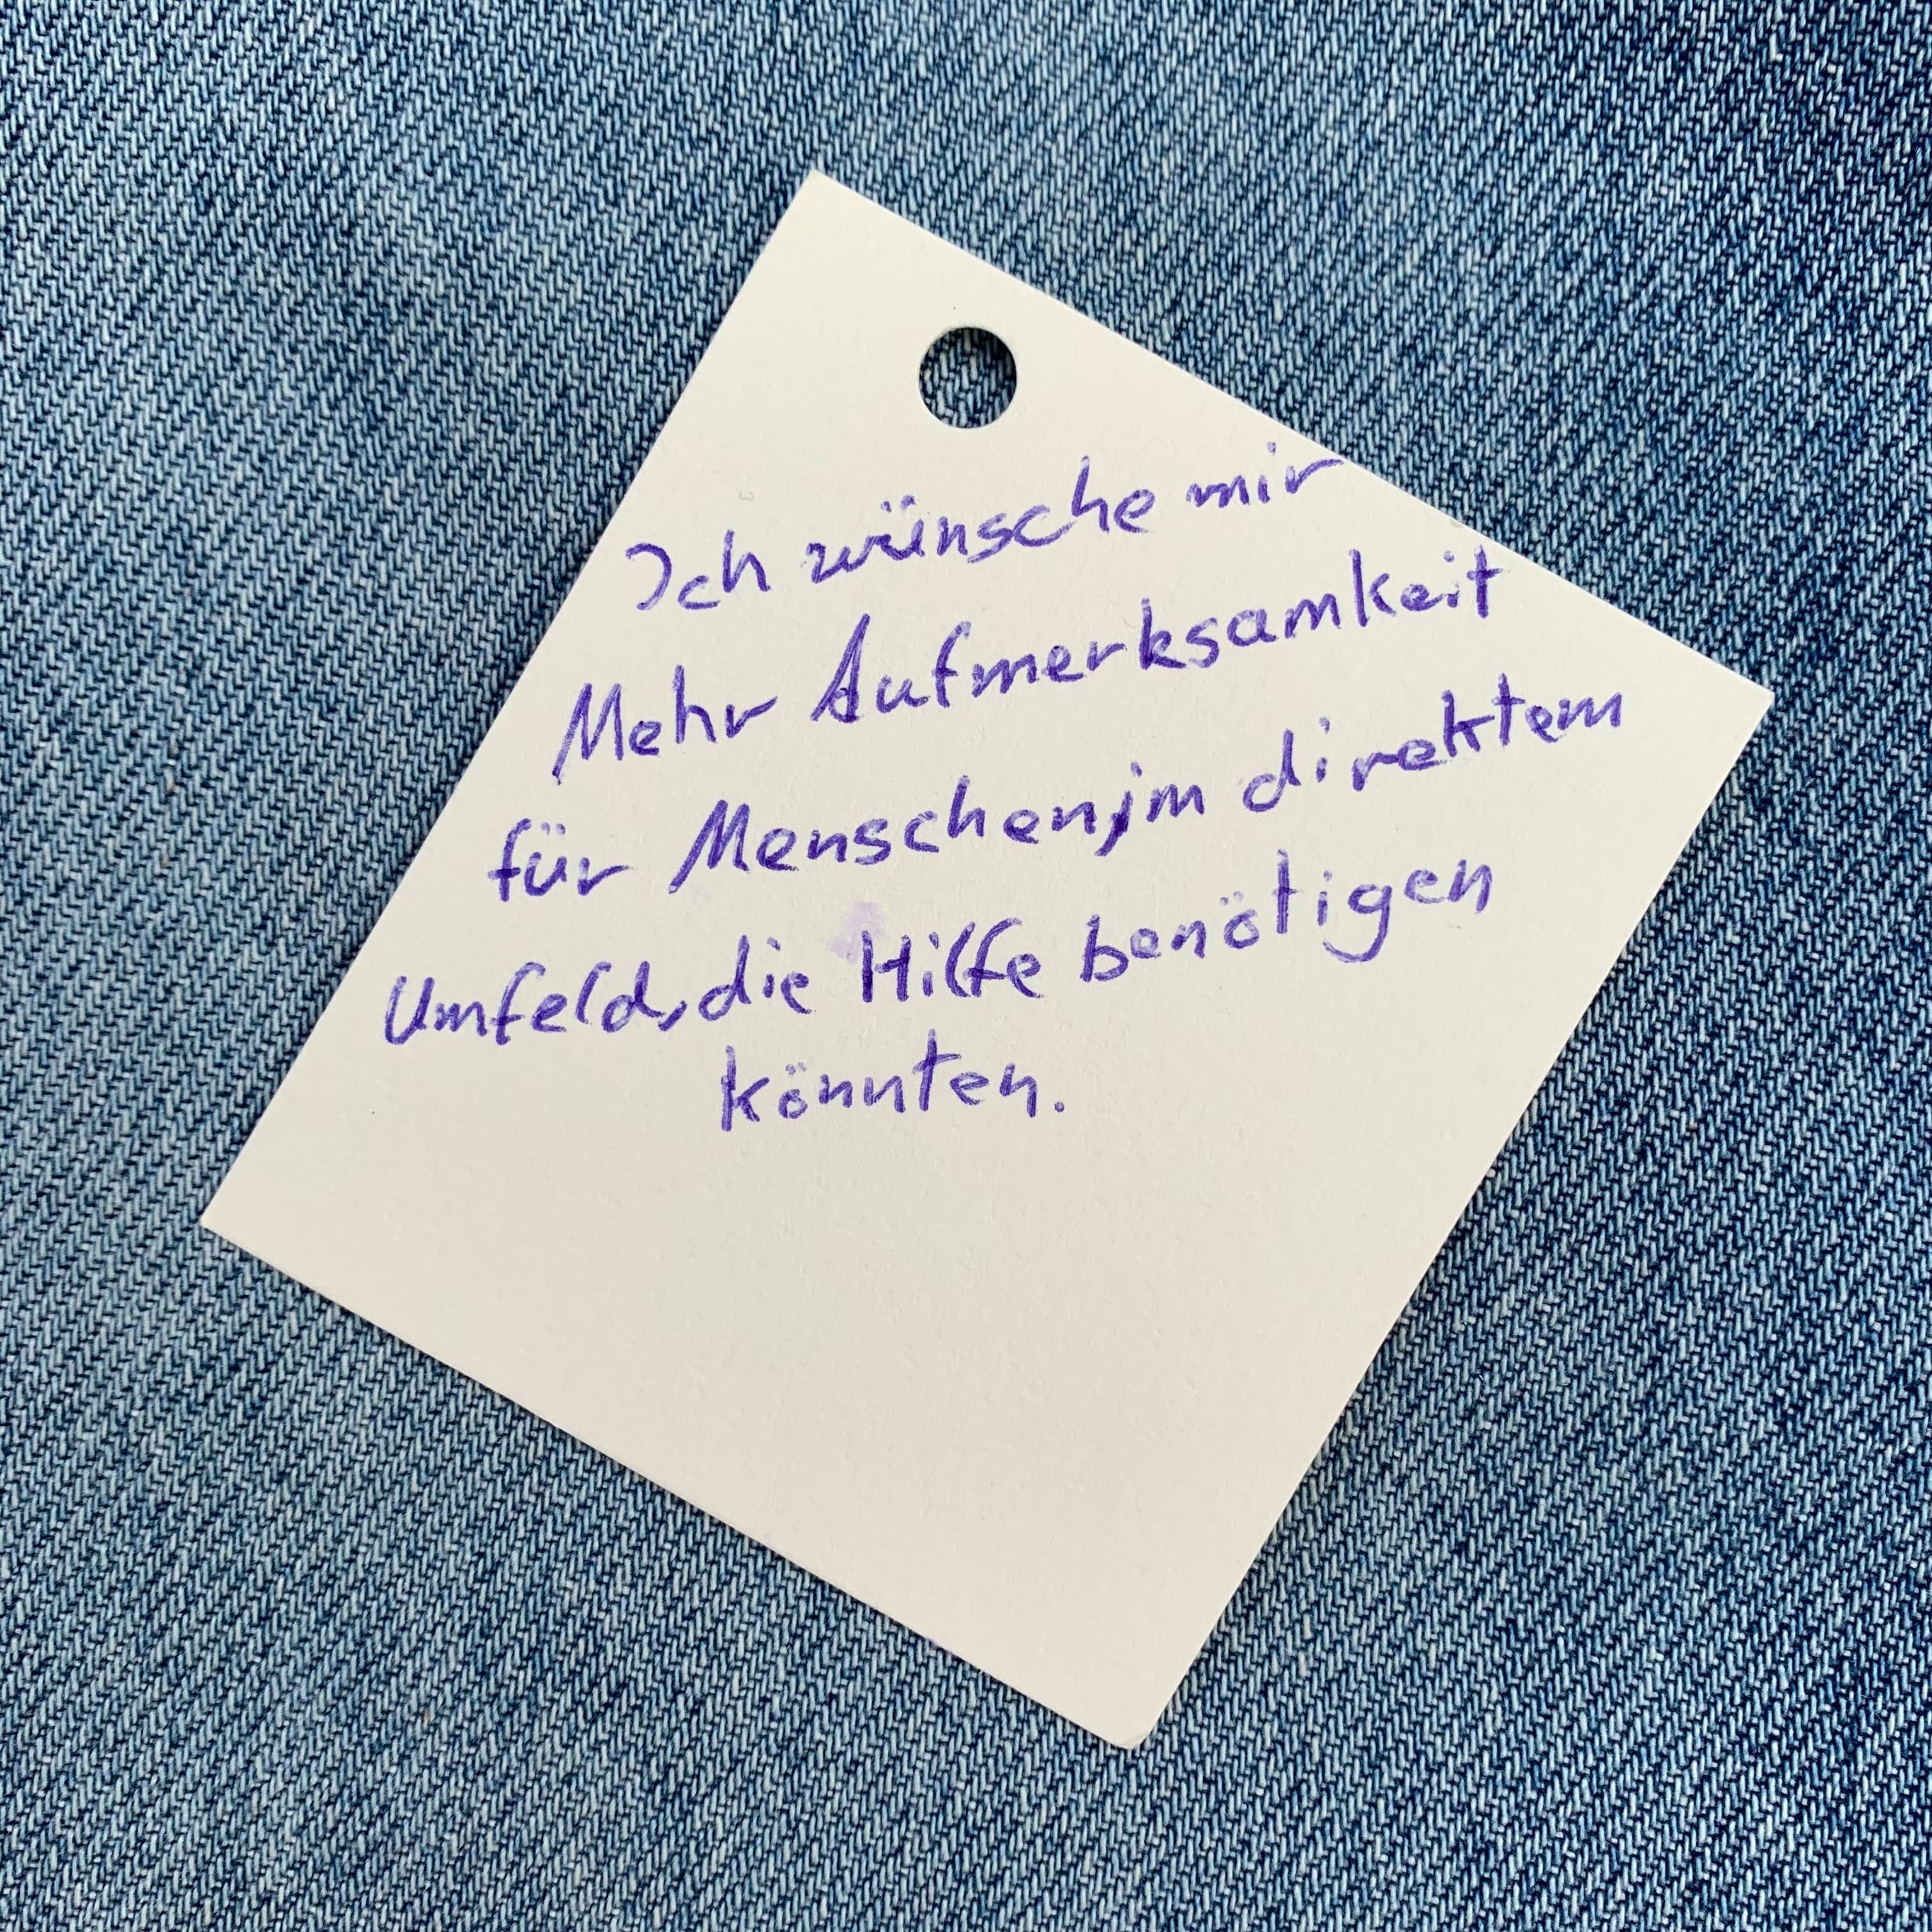 Ich wünsche mir
Mehr Aufmerksamkeit
für Menschen, im direktem
Umfeld, die Hilfe benötigen
könnten.